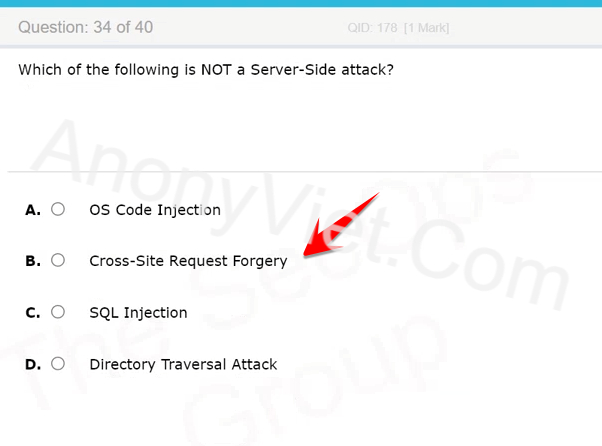 Question: 34 of 40
QID: 178 [1 Mark]
Which of the following is NOT a Server-Side attack?
AnonyViet.Com
A. OS Code Injection
B. Cross-Site Request Forgery
C. SQL Injection
D. Directory Traversal Attack
The SecOps
Group